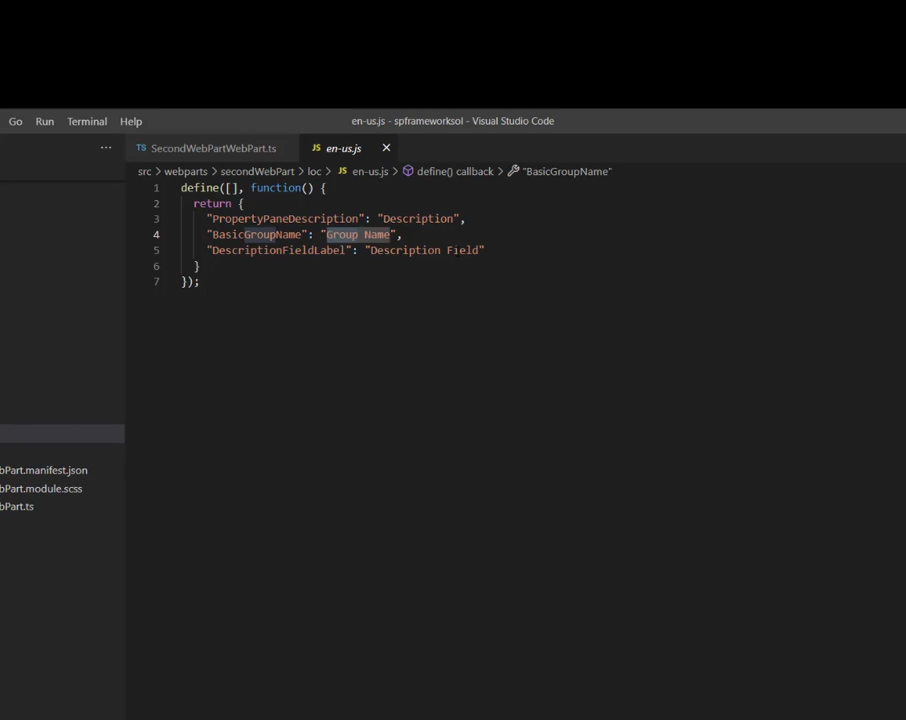 Go Run Terminal Help en-us.js - spframeworksol - Visual Studio Code
··· TS SecondWebPartWebPart.ts JS en-us.js ×
src > webparts > secondWebPart > loc > JS en-us.js > define() callback > "BasicGroupName"
1 define([], function() {
2 return {
3 "PropertyPaneDescription": "Description",
4 "BasicGroupName": "Group Name",
5 "DescriptionFieldLabel": "Description Field"
6 }
7 });
bPart.manifest.json
bPart.module.scss
bPart.ts